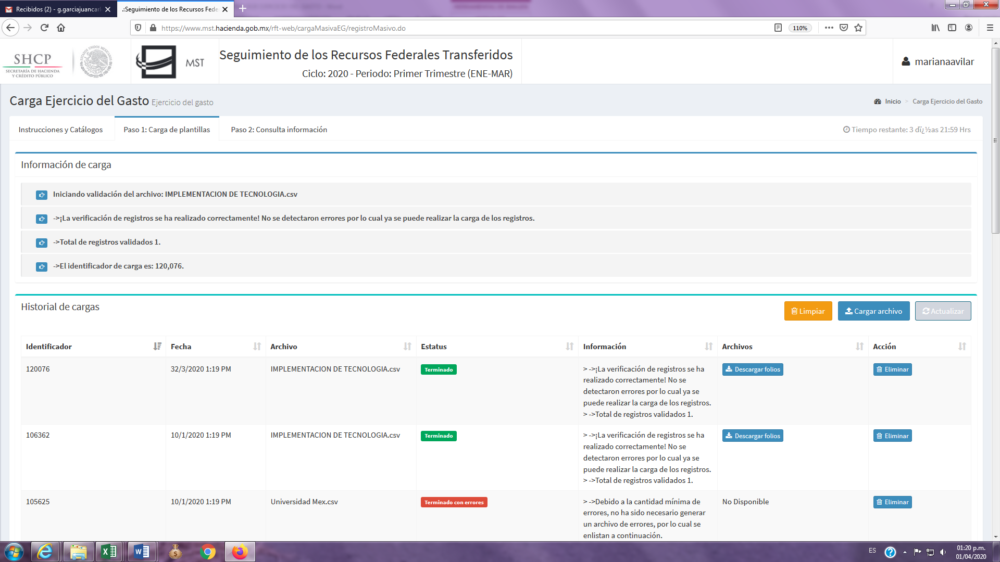 Recibidos (2) - g.garciajuancarl
.:Seguimiento de los Recursos Fede
https://www.mst.hacienda.gob.mx/rft-web/cargaMasivaEG/registroMasivo.do
110%
SHCP
SECRETARÍA DE HACIENDA
Y CRÉDITO PÚBLICO
ESTADOS UNIDOS MEXICANOS
MST
Seguimiento de los Recursos Federales Transferidos
Ciclo: 2020 - Periodo: Primer Trimestre (ENE-MAR)
marianaavilar
Carga Ejercicio del Gasto Ejercicio del gasto
Inicio > Carga Ejercicio del Gasto
Instrucciones y Catálogos
Paso 1: Carga de plantillas
Paso 2: Consulta información
Tiempo restante: 3 dï¿½as 21:59 Hrs
Información de carga
Iniciando validación del archivo: IMPLEMENTACION DE TECNOLOGIA.csv
->¡La verificación de registros se ha realizado correctamente! No se detectaron errores por lo cual ya se puede realizar la carga de los registros.
->Total de registros validados 1.
->El identificador de carga es: 120,076.
Historial de cargas
Limpiar
Cargar archivo
Actualizar
Identificador
Fecha
Archivo
Estatus
Información
Archivos
Acción
120076
32/3/2020 1:19 PM
IMPLEMENTACION DE TECNOLOGIA.csv
Terminado
> ->¡La verificación de registros se ha
realizado correctamente! No se
detectaron errores por lo cual ya se
puede realizar la carga de los registros.
> ->Total de registros validados 1.
Descargar folios
Eliminar
106362
10/1/2020 1:19 PM
IMPLEMENTACION DE TECNOLOGIA.csv
Terminado
> ->¡La verificación de registros se ha
realizado correctamente! No se
detectaron errores por lo cual ya se
puede realizar la carga de los registros.
> ->Total de registros validados 1.
Descargar folios
Eliminar
105625
10/1/2020 1:19 PM
Universidad Mex.csv
Terminado con errores
> ->Debido a la cantidad mínima de
errores, no ha sido necesario generar
un archivo de errores, por lo cual se
enlistan a continuación.
No Disponible
Eliminar
ES
01:20 p.m.
01/04/2020